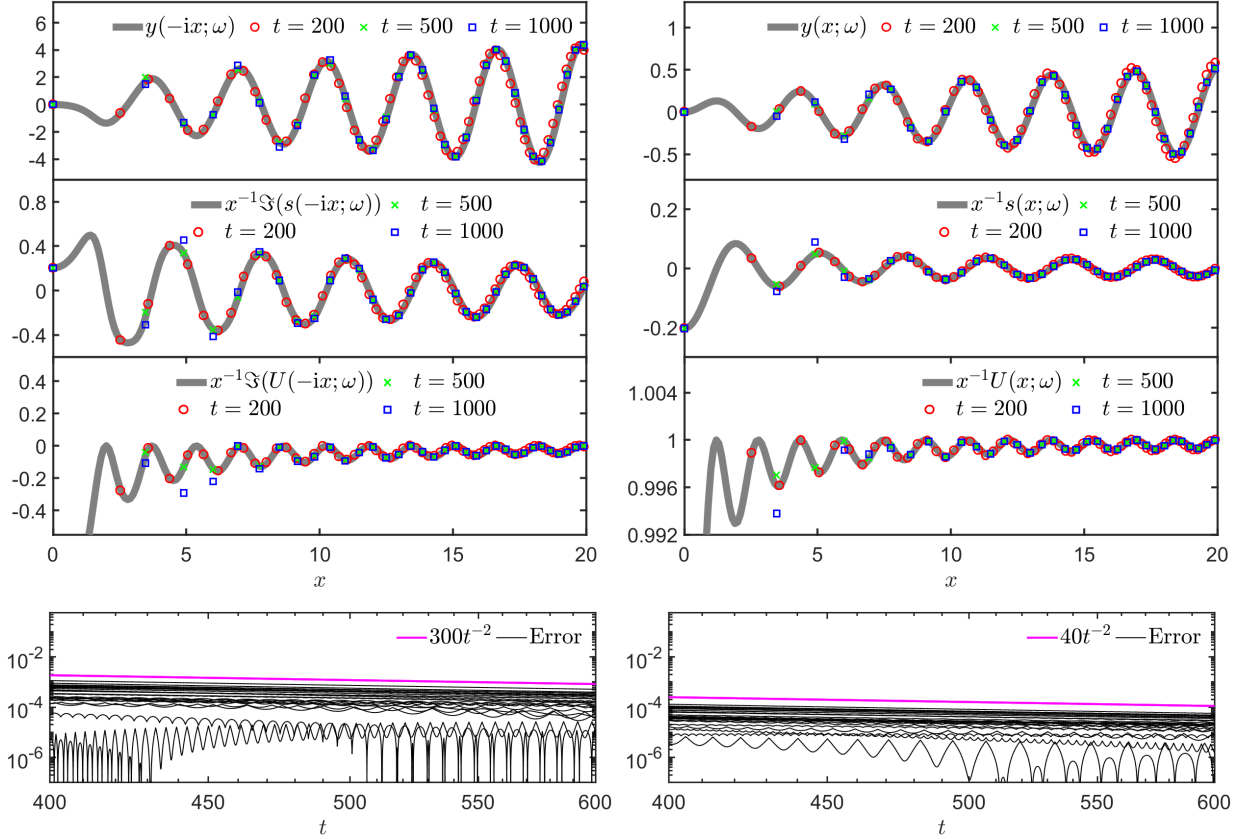 y(−ix; ω) t = 200 t = 500 t = 1000
6
4
2
0
-2
-4
x⁻¹ℑ(s(−ix; ω)) t = 500
t = 200 t = 1000
0.8
0.4
0
-0.4
x⁻¹ℑ(U(−ix; ω)) t = 500
t = 200 t = 1000
0.4
0.2
0
-0.2
-0.4
0 5 10 15 20
x
y(x; ω) t = 200 t = 500 t = 1000
1
0.5
0
-0.5
x⁻¹s(x; ω) t = 500
t = 200 t = 1000
0.2
0
-0.2
x⁻¹U(x; ω) t = 500
t = 200 t = 1000
1.004
1
0.996
0.992
0 5 10 15 20
x
300t⁻² Error
10⁻²
10⁻⁴
10⁻⁶
400 450 500 550 600
t
40t⁻² Error
10⁻²
10⁻⁴
10⁻⁶
400 450 500 550 600
t